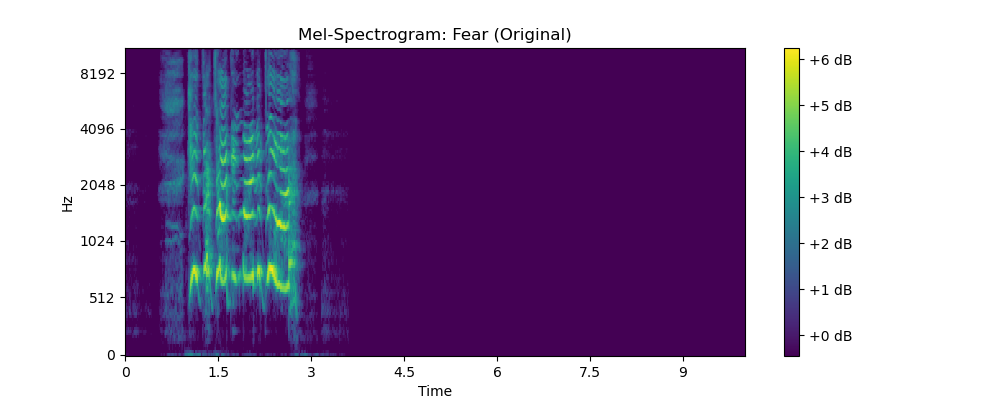 Mel-Spectrogram: Fear (Original)
Hz
8192
4096
2048
1024
512
0
0 1.5 3 4.5 6 7.5 9
Time
+6 dB
+5 dB
+4 dB
+3 dB
+2 dB
+1 dB
+0 dB